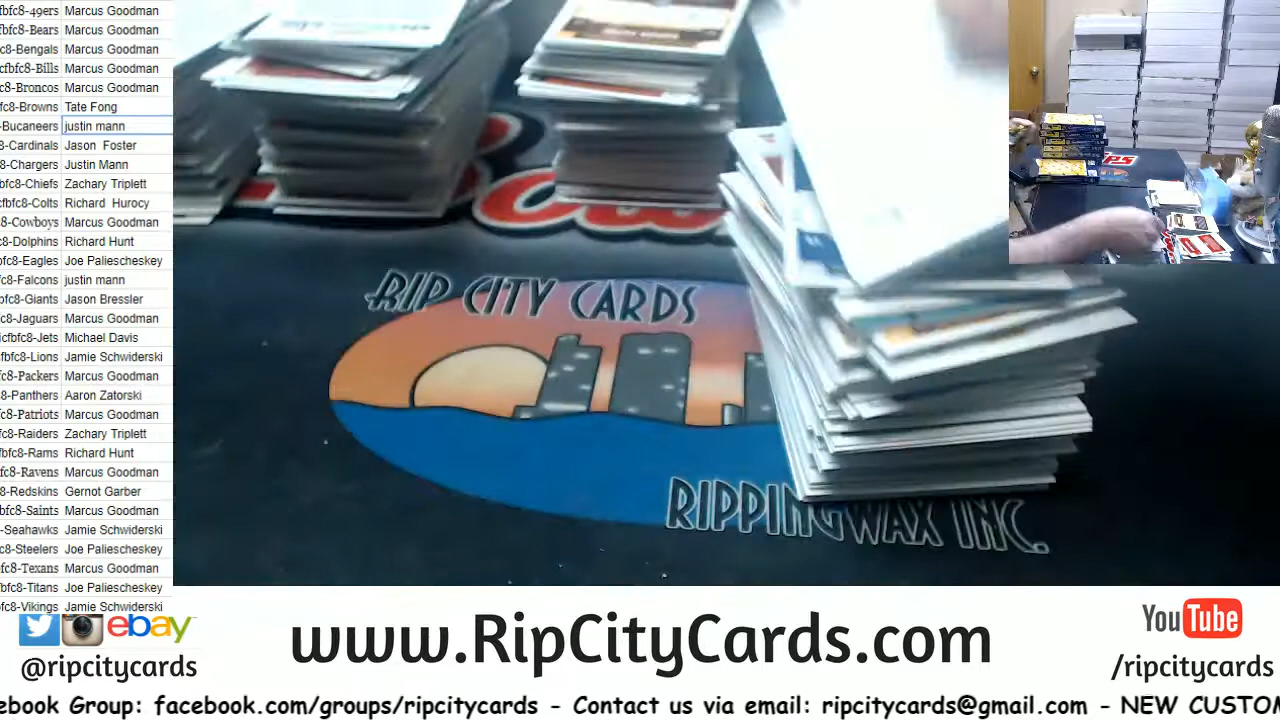 fbfc8-49ers Marcus Goodman
fbfc8-Bears Marcus Goodman
c8-Bengals Marcus Goodman
cfbfc8-Bills Marcus Goodman
fc8-Broncos Marcus Goodman
fc8-Browns Tate Fong
-Bucaneers justin mann
8-Cardinals Jason Foster
8-Chargers Justin Mann
fc8-Chiefs Zachary Triplett
cfbfc8-Colts Richard Hurocy
8-Cowboys Marcus Goodman
c8-Dolphins Richard Hunt
bfc8-Eagles Joe Paliescheskey
fc8-Falcons justin mann
bfc8-Giants Jason Bressler
c8-Jaguars Marcus Goodman
icfbfc8-Jets Michael Davis
fbfc8-Lions Jamie Schwiderski
fc8-Packers Marcus Goodman
8-Panthers Aaron Zatorski
fc8-Patriots Marcus Goodman
fc8-Raiders Zachary Triplett
bfc8-Rams Richard Hunt
fc8-Ravens Marcus Goodman
8-Redskins Gernot Garber
bfc8-Saints Marcus Goodman
-Seahawks Jamie Schwiderski
c8-Steelers Joe Paliescheskey
fc8-Texans Marcus Goodman
bfc8-Titans Joe Paliescheskey
ofc8-Vikings Jamie Schwiderski
RIP CITY CARDS
RIPPINGWAX INC.
ebay
@ripcitycards
www.RipCityCards.com
YouTube
/ripcitycards
ebook Group: facebook.com/groups/ripcitycards - Contact us via email: ripcitycards@gmail.com - NEW CUSTOM